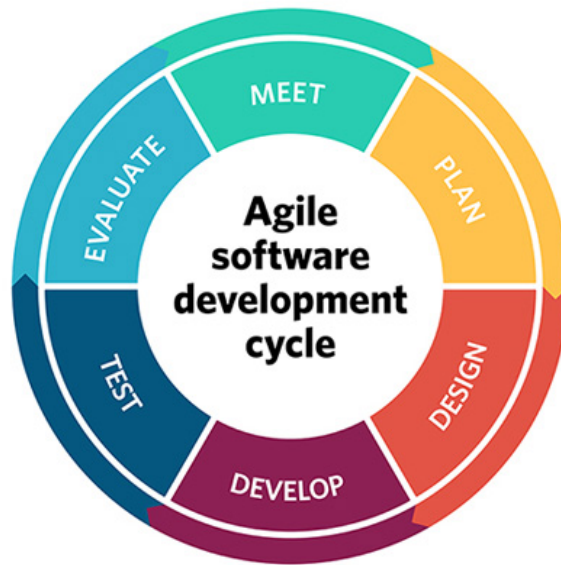 MEET
PLAN
DESIGN
DEVELOP
TEST
EVALUATE
Agile
software
development
cycle